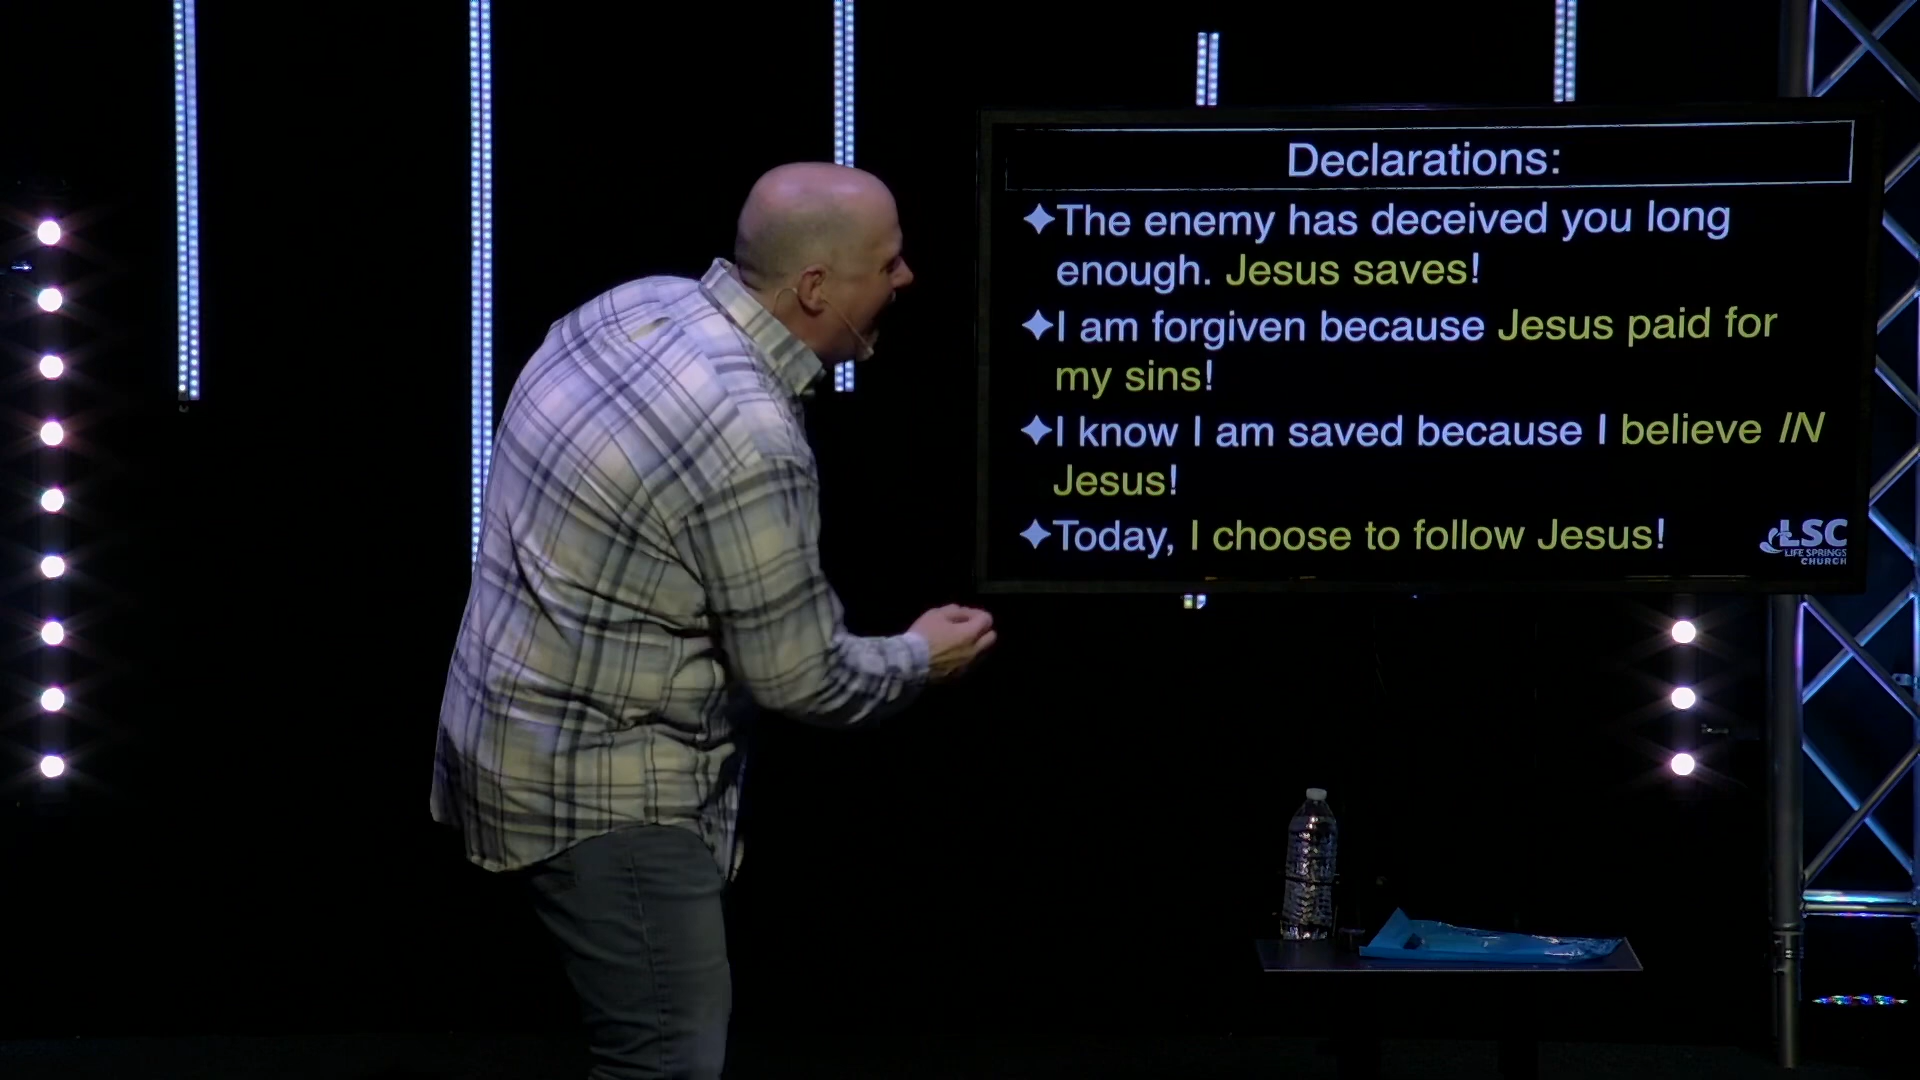 Declarations:
✦The enemy has deceived you long
enough. Jesus saves!
✦I am forgiven because Jesus paid for
my sins!
✦I know I am saved because I believe IN
Jesus!
✦Today, I choose to follow Jesus!
LSC
LIFE SPRINGS
CHURCH